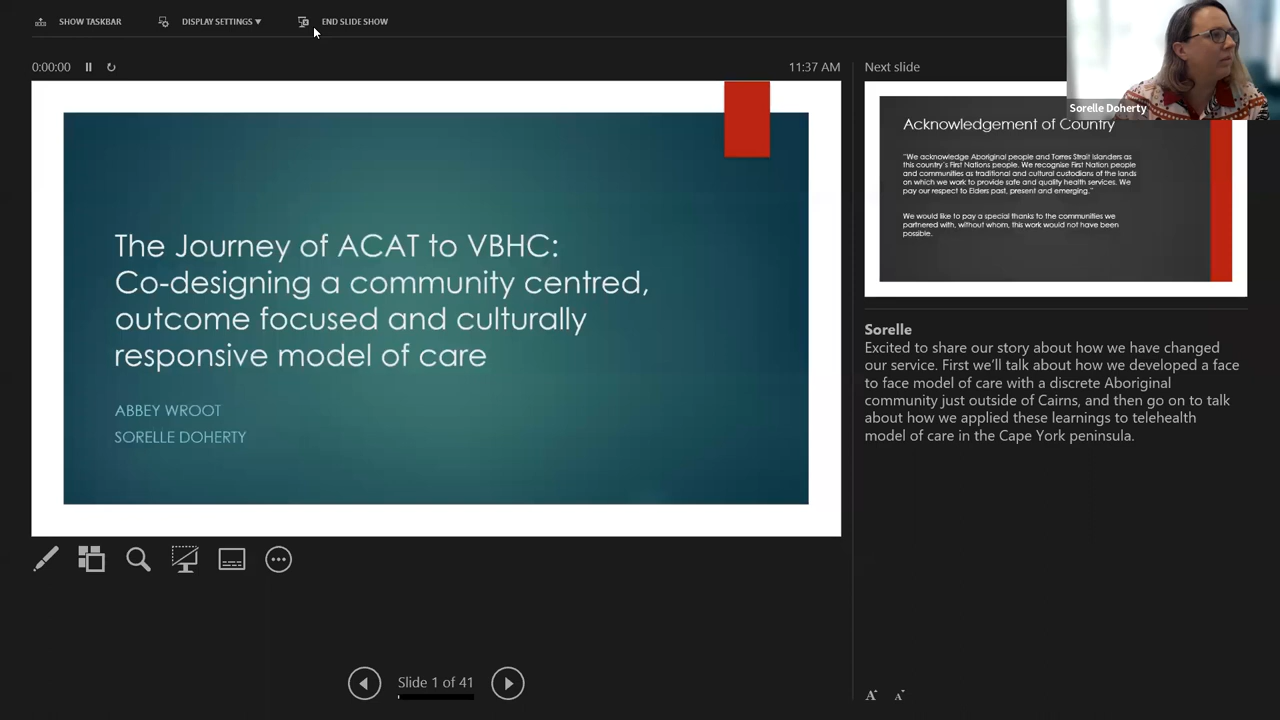 SHOW TASKBAR
DISPLAY SETTINGS ▾
END SLIDE SHOW
0:00:00
11:37 AM
The Journey of ACAT to VBHC:
Co-designing a community centred,
outcome focused and culturally
responsive model of care
ABBEY WROOT
SORELLE DOHERTY
Slide 1 of 41
Next slide
Sorelle Doherty
Acknowledgement of Country
"We acknowledge Aboriginal people and Torres Strait Islanders as
this country's First Nations people. We recognise First Nation people
and communities as traditional and cultural custodians of the lands
on which we work to provide safe and quality health services. We
pay our respect to Elders past, present and emerging."
We would like to pay a special thanks to the communities we
partnered with, without whom, this work would not have been
possible.
Sorelle
Excited to share our story about how we have changed
our service. First we'll talk about how we developed a face
to face model of care with a discrete Aboriginal
community just outside of Cairns, and then go on to talk
about how we applied these learnings to telehealth
model of care in the Cape York peninsula.
A A